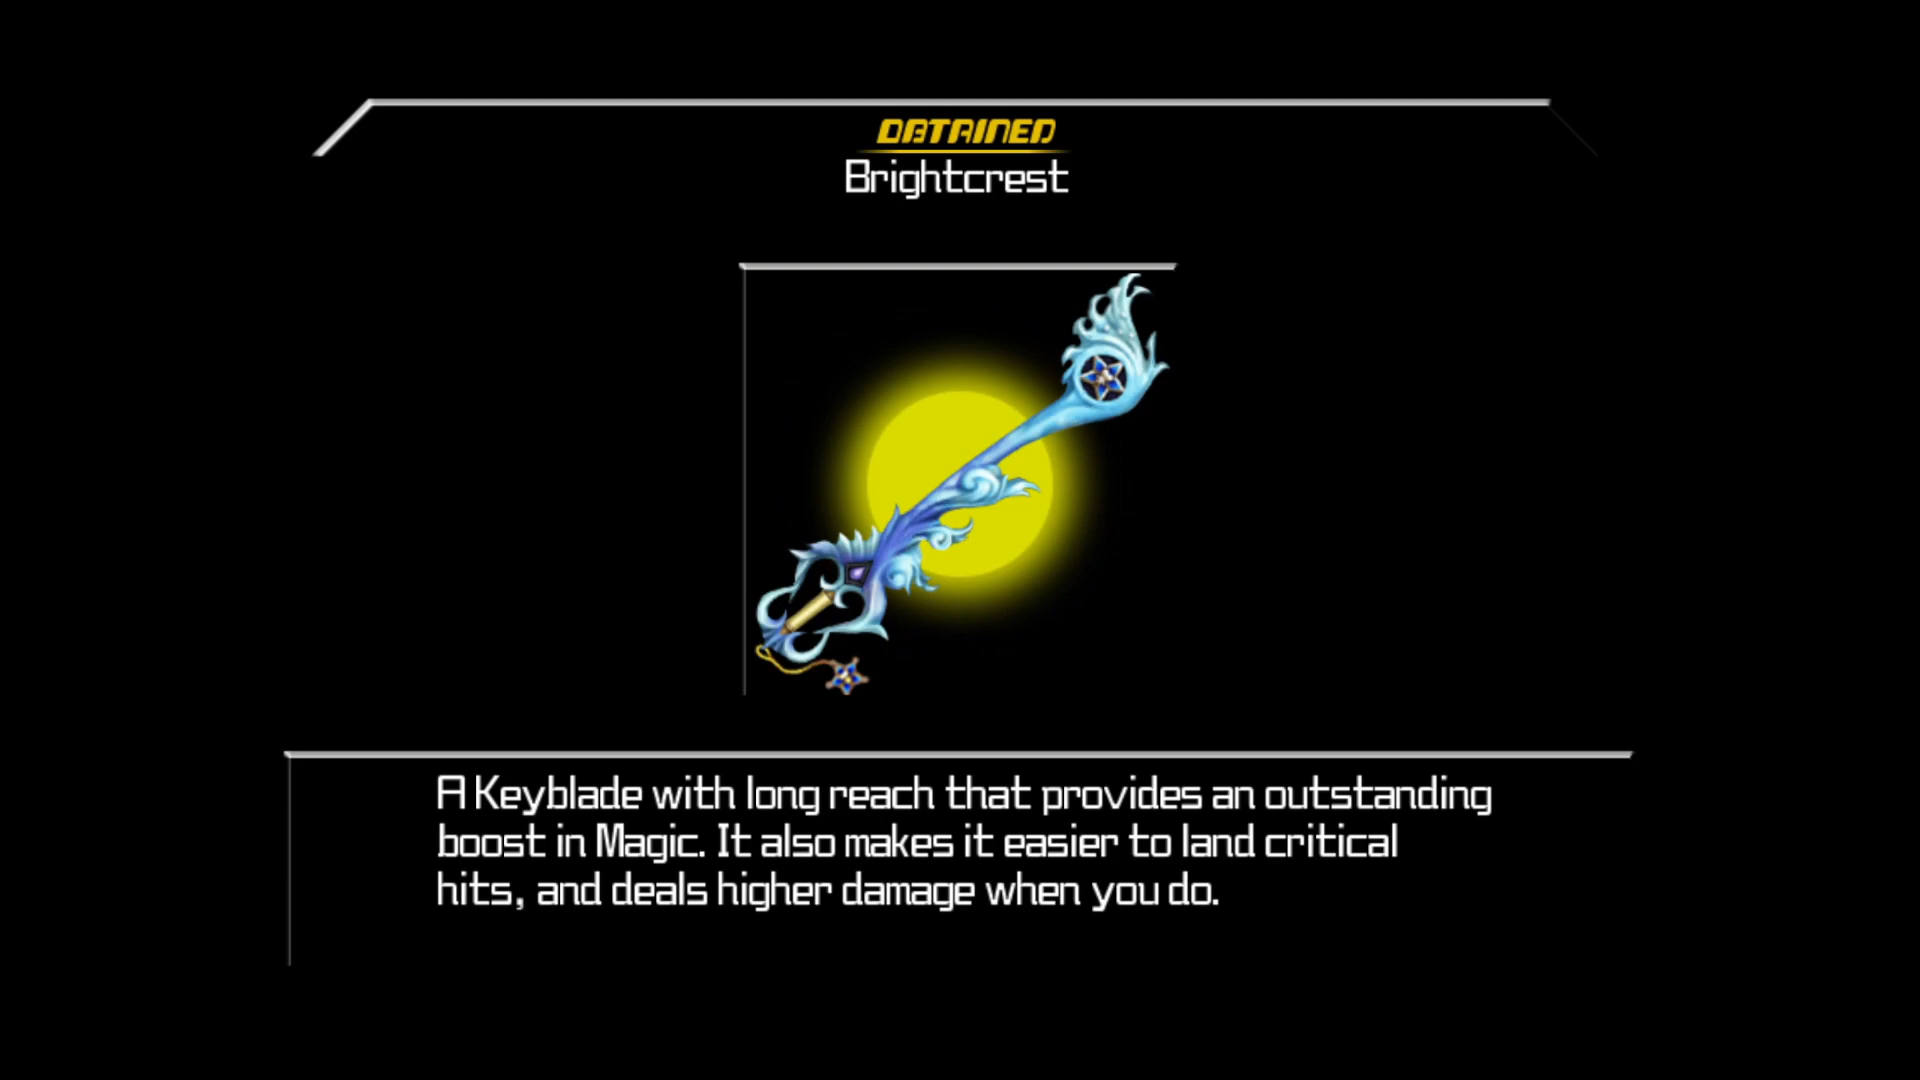 OBTAINED
Brightcrest
A Keyblade with long reach that provides an outstanding
boost in Magic. It also makes it easier to land critical
hits, and deals higher damage when you do.